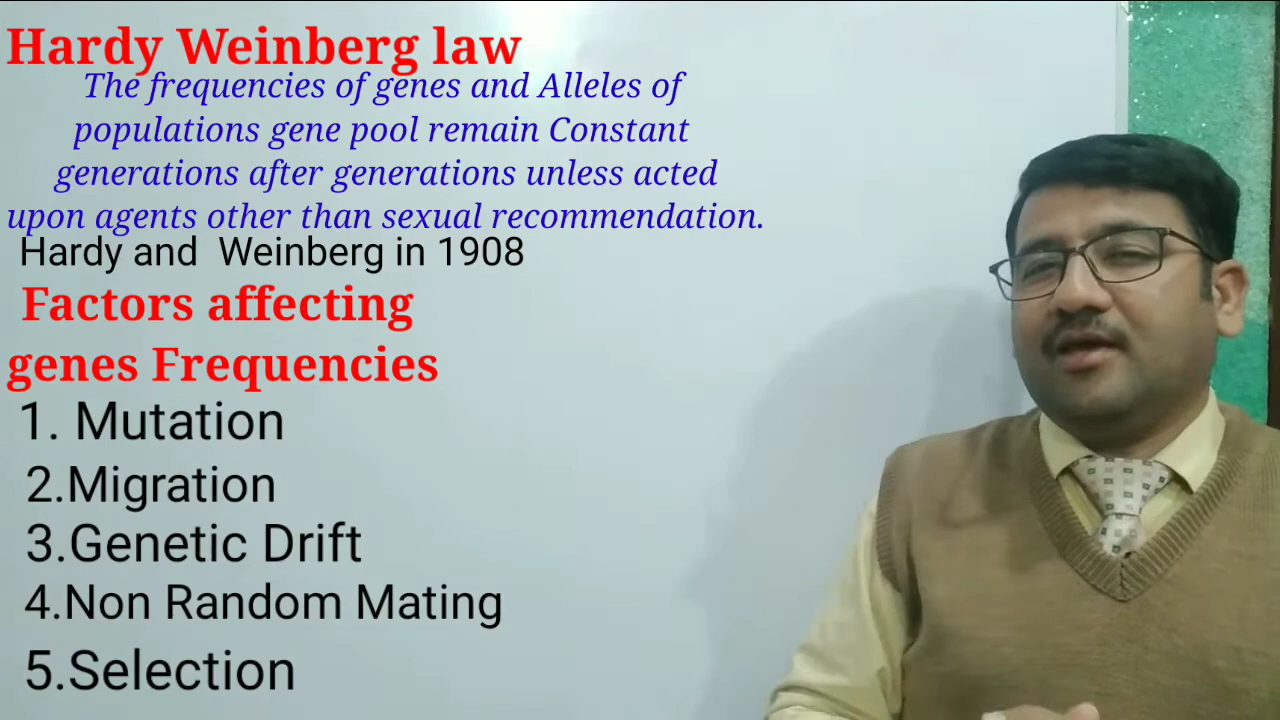 Hardy Weinberg law
The frequencies of genes and Alleles of
populations gene pool remain Constant
generations after generations unless acted
upon agents other than sexual recommendation.
Hardy and Weinberg in 1908
Factors affecting
genes Frequencies
1. Mutation
2.Migration
3.Genetic Drift
4.Non Random Mating
5.Selection